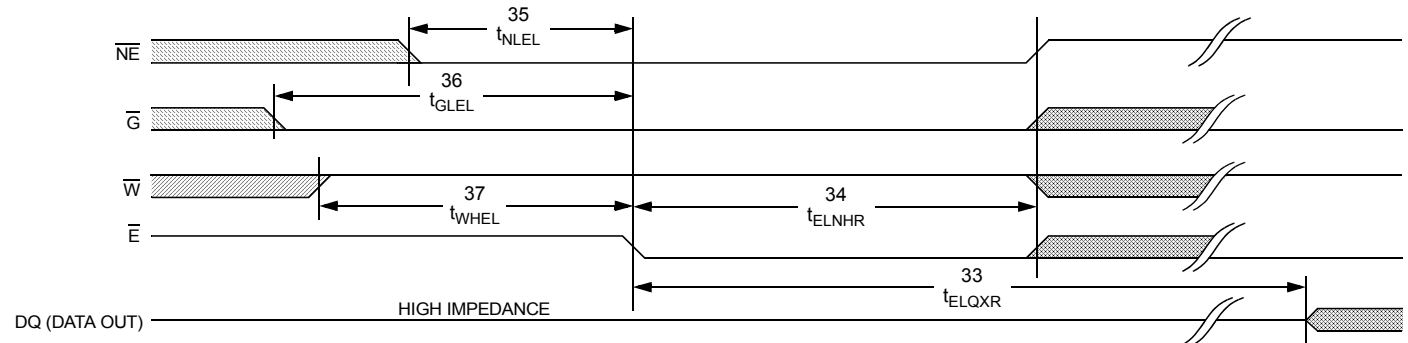 35
tNLEL
NE
36
tGLEL
G
W
37
tWHEL
34
tELNHR
E
33
tELQXR
HIGH IMPEDANCE
DQ (DATA OUT)